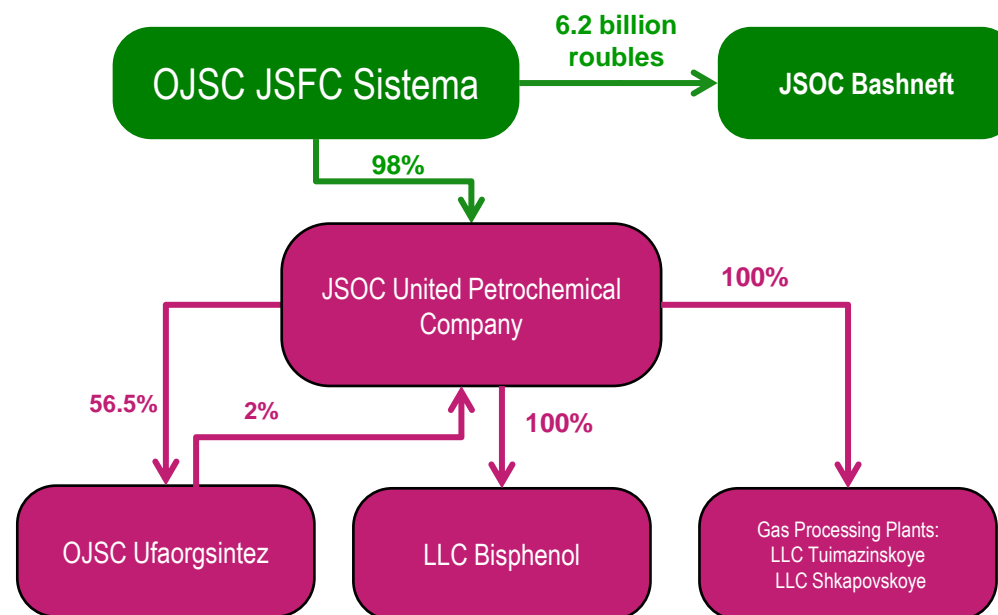 6.2 billion
roubles
OJSC JSFC Sistema
JSOC Bashneft
98%
JSOC United Petrochemical
Company
100%
56.5%
2%
100%
OJSC Ufaorgsintez
LLC Bisphenol
Gas Processing Plants:
LLC Tuimazinskoye
LLC Shkapovskoye